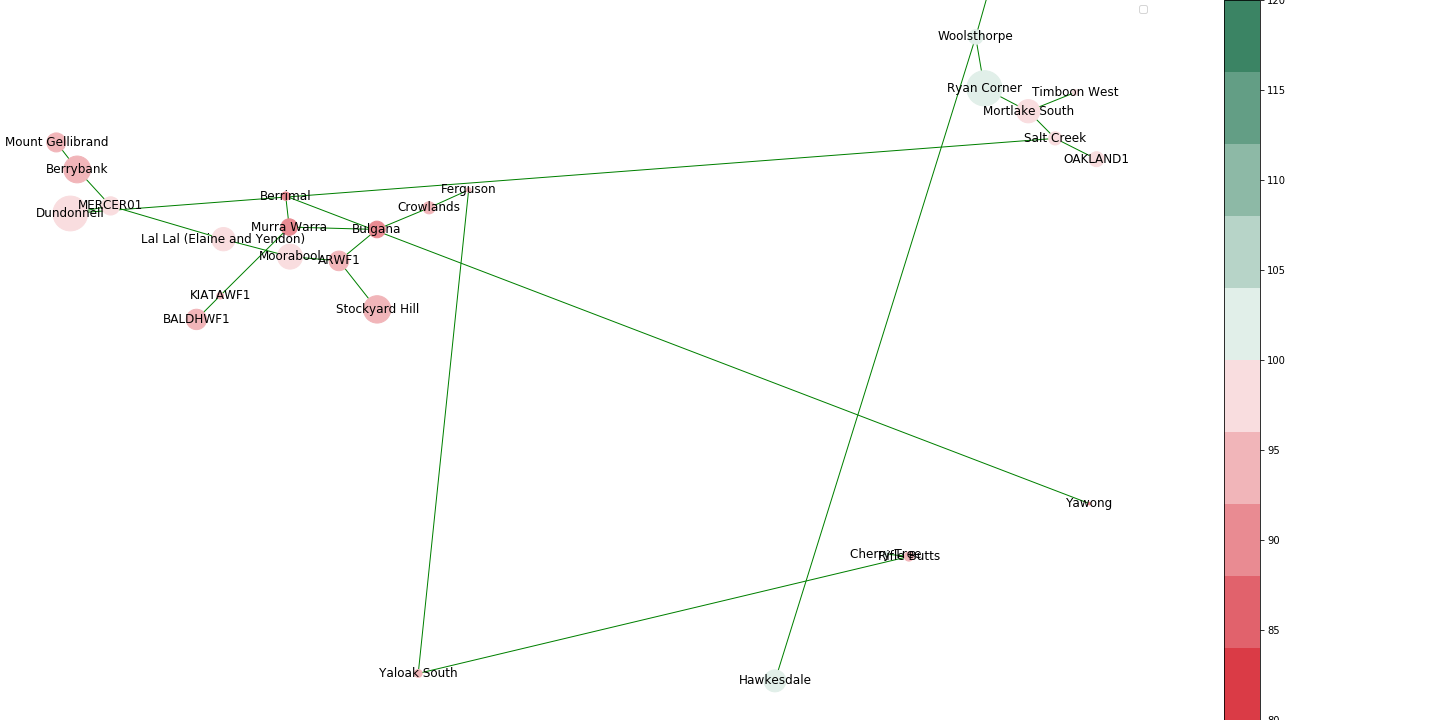 120
Woolsthorpe
Ryan Corner
Timboon West
115
Mortlake South
Salt Creek
Mount Gellibrand
OAKLAND1
Berrybank
110
Ferguson
Berrimal
MERCER01
Crowlands
Dundonnell
105
Murra Warra
Bulgana
Lal Lal (Elaine and Yendon)
Moorabool
ARWF1
KIATAWF1
Stockyard Hill
BALDHWF1
100
95
Yawong
90
Cherry Tree
Rifle Butts
85
Yaloak South
Hawkesdale
80